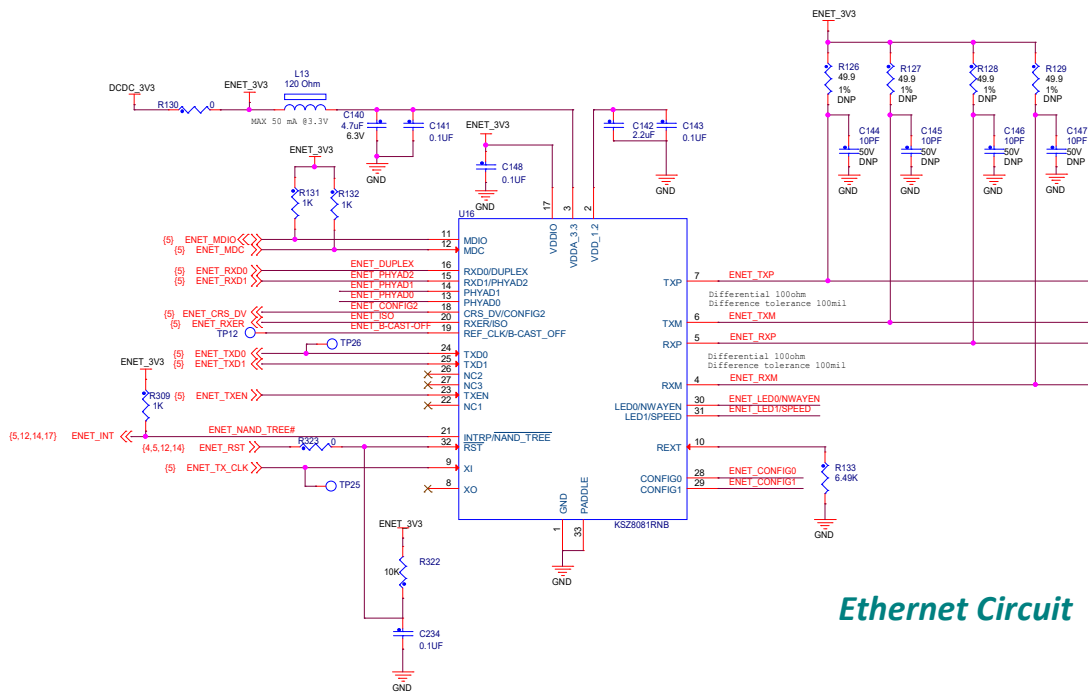 ENET_3V3
R126
49.9
1%
DNP
R127
49.9
1%
DNP
R128
49.9
1%
DNP
R129
49.9
1%
DNP
C144
10PF
50V
DNP
C145
10PF
50V
DNP
C146
10PF
50V
DNP
C147
10PF
50V
DNP
DCDC_3V3
R130
0
ENET_3V3
L13
120 Ohm
MAX 50 mA @3.3V
C140
4.7uF
6.3V
C141
0.1UF
GND
ENET_3V3
C148
0.1UF
GND
C142
2.2uF
C143
0.1UF
GND
GND
GND
GND
GND
ENET_3V3
R131
1K
R132
1K
U16
17
3
2
VDDIO
VDDA_3.3
VDD_1.2
{5} ENET_MDIO
11
MDIO
{5} ENET_MDC
12
MDC
{5} ENET_RXD0
ENET_DUPLEX
16
RXD0/DUPLEX
{5} ENET_RXD1
ENET_PHYAD2
15
RXD1/PHYAD2
ENET_PHYAD1
14
PHYAD1
ENET_PHYAD0
13
PHYAD0
{5} ENET_CRS_DV
ENET_CONFIG2
18
CRS_DV/CONFIG2
{5} ENET_RXER
ENET_ISO
20
RXER/ISO
TP12
ENET_B-CAST-OFF
19
REF_CLK/B-CAST_OFF
TP26
{5} ENET_TXD0
24
TXD0
{5} ENET_TXD1
25
TXD1
26
NC2
27
NC3
{5} ENET_TXEN
23
TXEN
22
NC1
ENET_3V3
R309
1K
{5,12,14,17} ENET_INT
ENET_NAND_TREE#
21
INTRP/NAND_TREE
{4,5,12,14} ENET_RST
R323
0
32
RST
{5} ENET_TX_CLK
9
XI
TP25
8
XO
TXP
7
ENET_TXP
Differential 100ohm
Difference tolerance 100mil
TXM
6
ENET_TXM
RXP
5
ENET_RXP
Differential 100ohm
Difference tolerance 100mil
RXM
4
ENET_RXM
LED0/NWAYEN
30
ENET_LED0/NWAYEN
LED1/SPEED
31
ENET_LED1/SPEED
REXT
10
R133
6.49K
CONFIG0
28
ENET_CONFIG0
CONFIG1
29
ENET_CONFIG1
GND
GND
PADDLE
KSZ8081RNB
1
33
GND
ENET_3V3
R322
10K
C234
0.1UF
GND
Ethernet Circuit